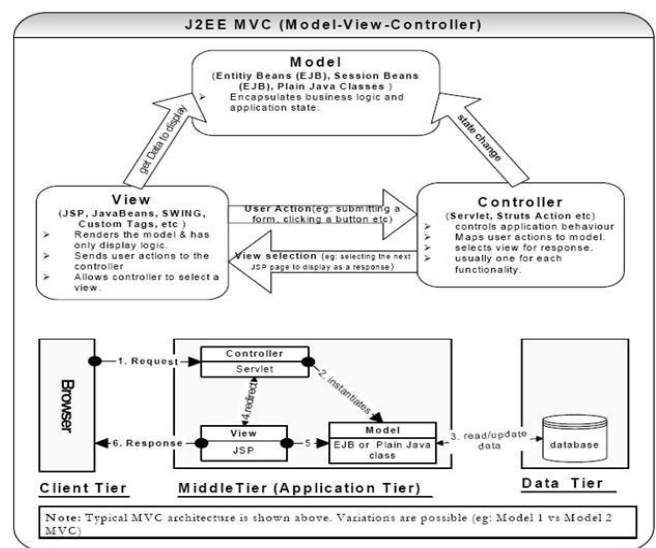 J2EE MVC (Model-View-Controller)
Model
(Entitiy Beans (EJB), Session Beans
(EJB), Plain Java Classes )
➢ Encapsulates business logic and
application state.
get Data to display
state change
View
(JSP, JavaBeans, SWING,
Custom Tags, etc )
➢ Renders the model & has
only display logic.
➢ Sends user actions to the
controller
➢ Allows controller to select a
view.
User Action(eg: submitting a
form, clicking a button etc)
View selection (eg: selecting the next
JSP page to display as a response)
Controller
(Servlet, Struts Action etc)
➢ controls application behaviour
➢ Maps user actions to model.
➢ selects view for response.
➢ usually one for each
functionality.
Browser
1. Request
Controller
Servlet
2. instantiates
4.redirect
View
JSP
6. Response
5
Model
EJB or Plain Java
class
3. read/update
data
database
Client Tier
MiddleTier (Application Tier)
Data Tier
Note: Typical MVC architecture is shown above. Variations are possible (eg: Model 1 vs Model 2
MVC)